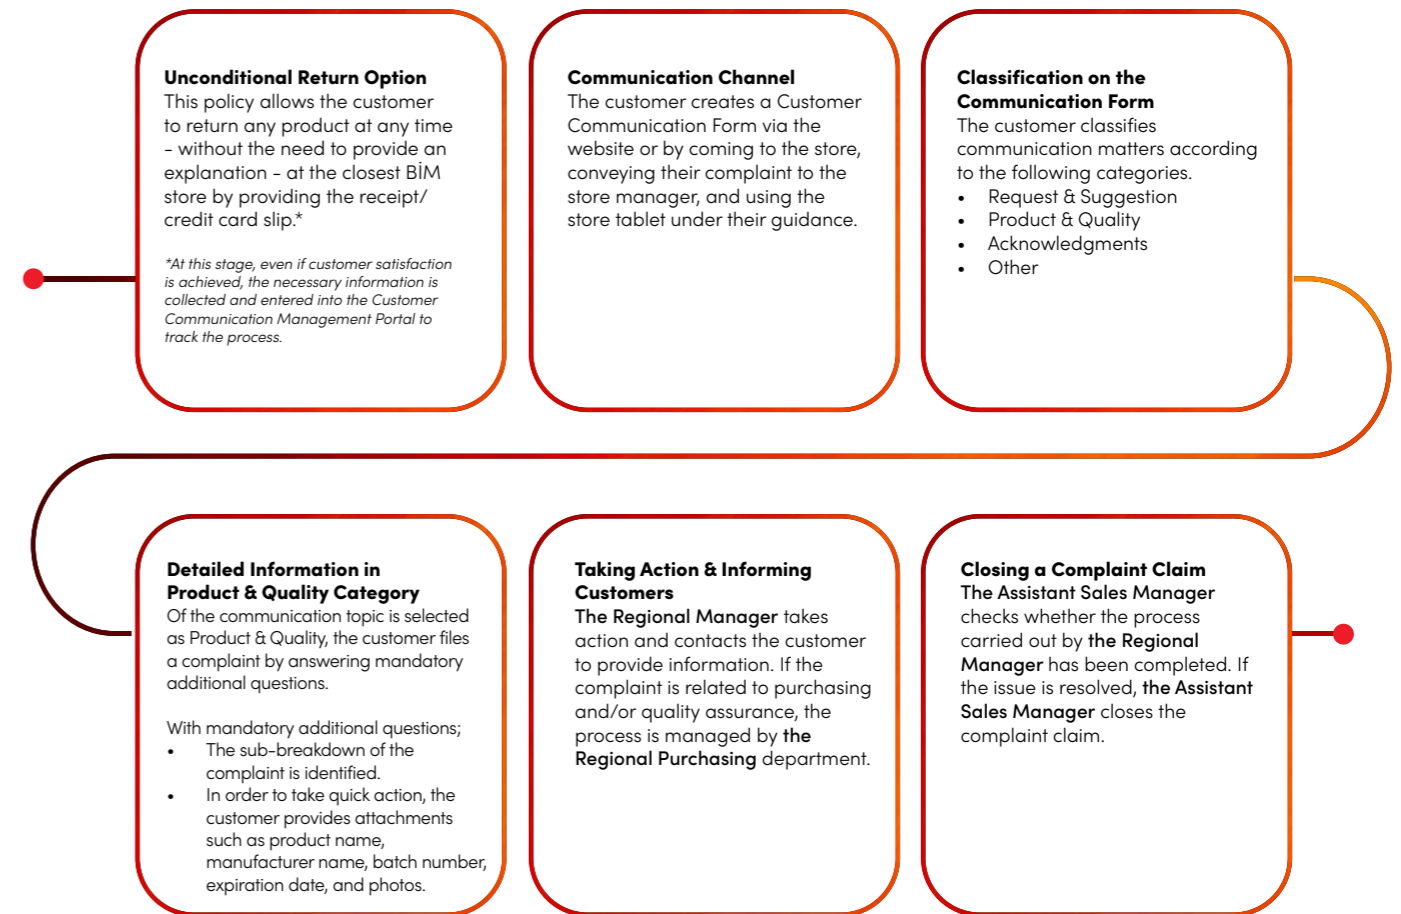 Unconditional Return Option
This policy allows the customer
to return any product at any time
- without the need to provide an
explanation - at the closest BİM
store by providing the receipt/
credit card slip.*
*At this stage, even if customer satisfaction
is achieved, the necessary information is
collected and entered into the Customer
Communication Management Portal to
track the process.
Communication Channel
The customer creates a Customer
Communication Form via the
website or by coming to the store,
conveying their complaint to the
store manager, and using the
store tablet under their guidance.
Classification on the
Communication Form
The customer classifies
communication matters according
to the following categories.
• Request & Suggestion
• Product & Quality
• Acknowledgments
• Other
Detailed Information in
Product & Quality Category
Of the communication topic is selected
as Product & Quality, the customer files
a complaint by answering mandatory
additional questions.
With mandatory additional questions;
• The sub-breakdown of the
complaint is identified.
• In order to take quick action, the
customer provides attachments
such as product name,
manufacturer name, batch number,
expiration date, and photos.
Taking Action & Informing
Customers
The Regional Manager takes
action and contacts the customer
to provide information. If the
complaint is related to purchasing
and/or quality assurance, the
process is managed by the
Regional Purchasing department.
Closing a Complaint Claim
The Assistant Sales Manager
checks whether the process
carried out by the Regional
Manager has been completed. If
the issue is resolved, the Assistant
Sales Manager closes the
complaint claim.